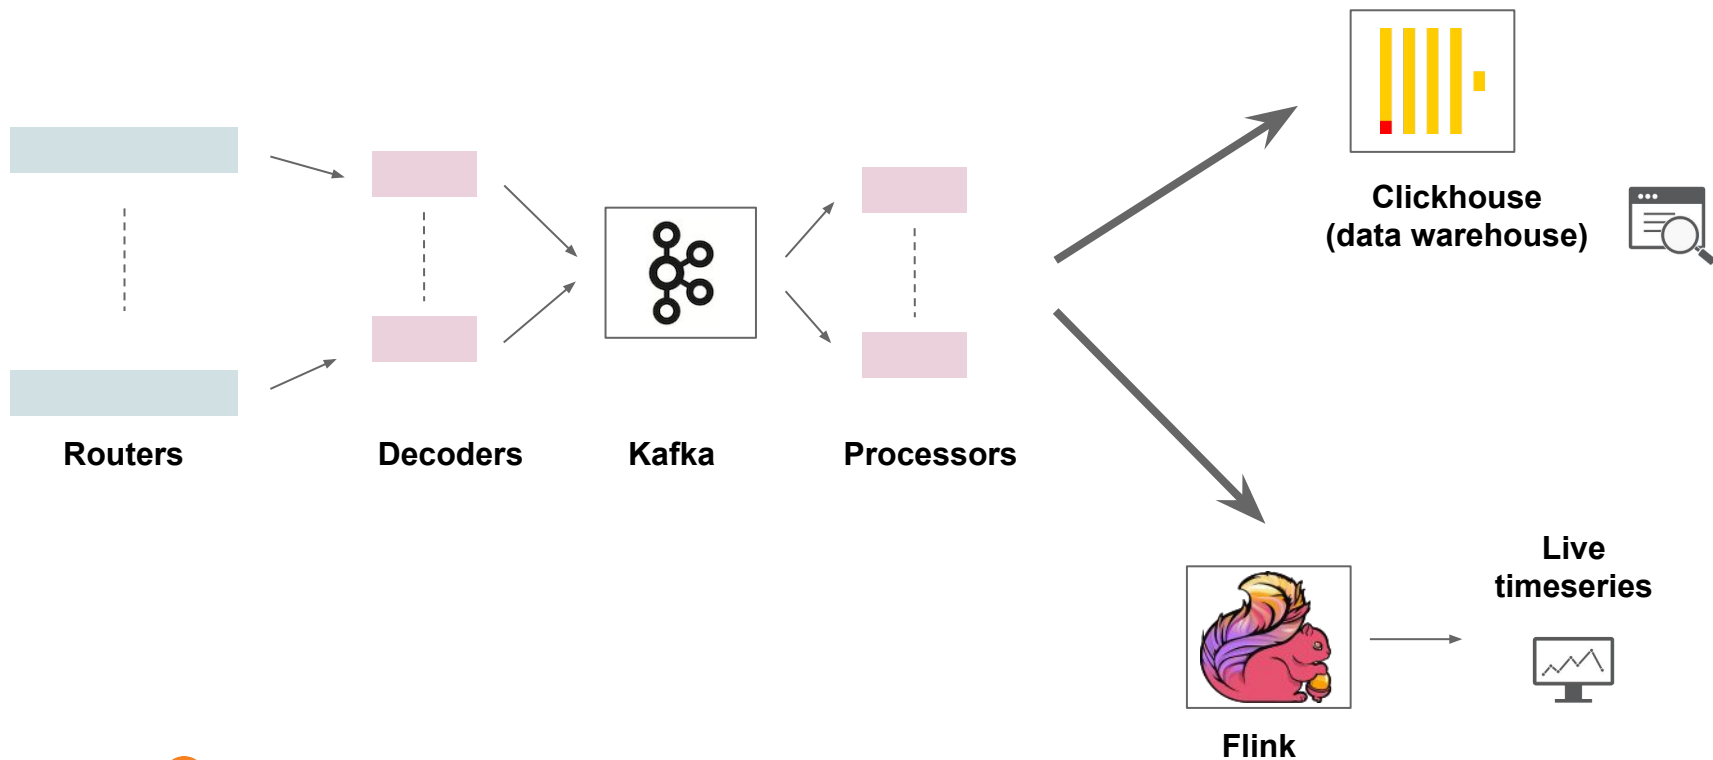 Routers
Decoders
Kafka
Processors
Clickhouse
(data warehouse)
Live
timeseries
Flink